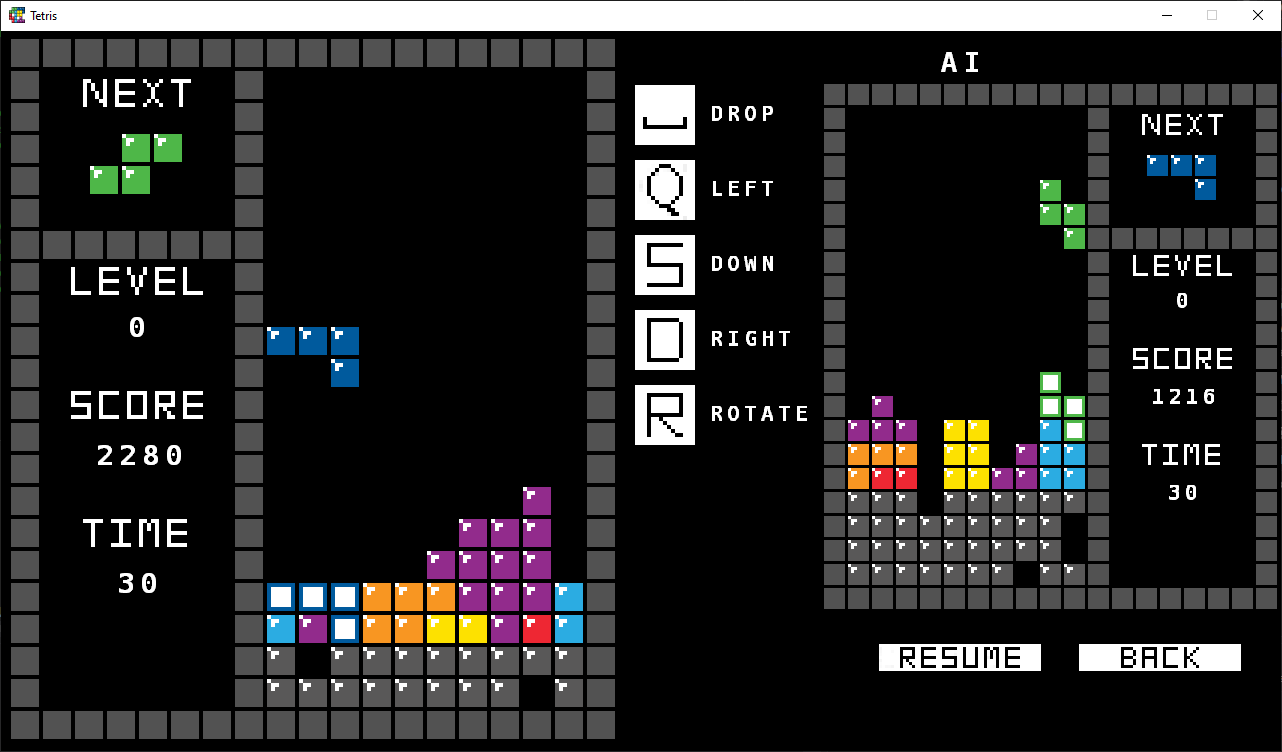 Tetris
NEXT
LEVEL
0
SCORE
2280
TIME
30
DROP
Q LEFT
S DOWN
D RIGHT
R ROTATE
AI
NEXT
LEVEL
0
SCORE
1216
TIME
30
RESUME
BACK